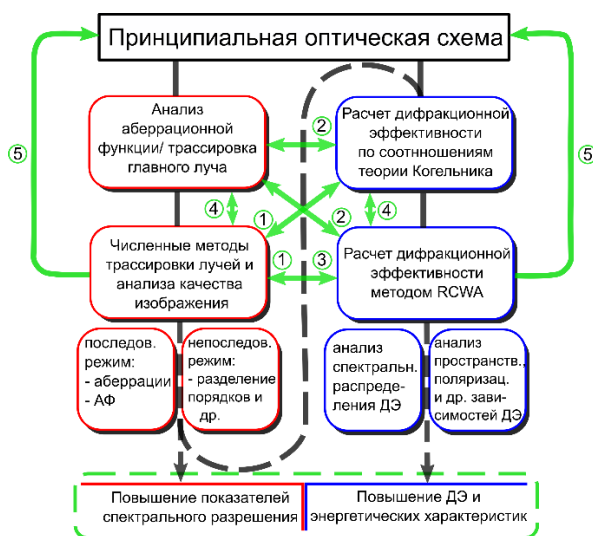 Принципиальная оптическая схема
Анализ
аберрационной
функции/ трассировка
главного луча
Расчет дифракционной
эффективности
по соотнношениям
теории Когельника
②
⑤
⑤
④
①
②
④
Численные методы
трассировки лучей и
анализа качества
изображения
①
③
Расчет дифракционной
эффективности
методом RCWA
последов.
режим:
- аберрации
- АФ
непоследов.
режим:
- разделение
порядков и
др.
анализ
спектральн.
распреде-
ления ДЭ
анализ
пространств.,
поляризац.
и др. зави-
симостей ДЭ
Повышение показателей
спектрального разрешения
Повышение ДЭ и
энергетических характеристик